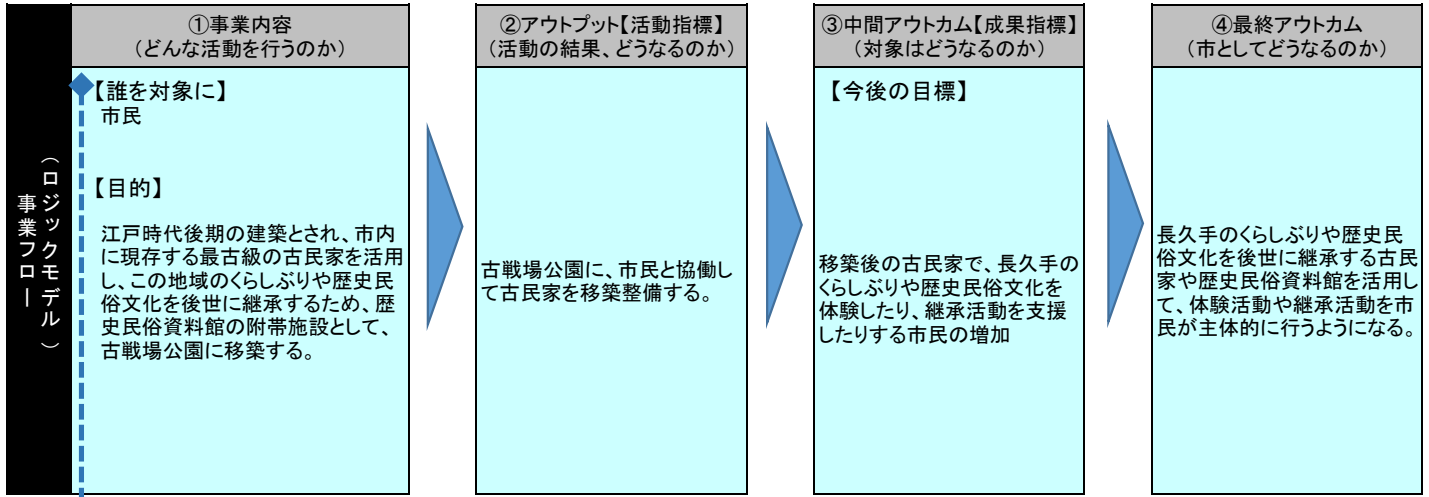 事業フロー
（ロジックモデル）
①事業内容
（どんな活動を行うのか）
【誰を対象に】
市民
【目的】
江戸時代後期の建築とされ、市内
に現存する最古級の古民家を活用
し、この地域のくらしぶりや歴史民
俗文化を後世に継承するため、歴
史民俗資料館の附帯施設として、
古戦場公園に移築する。
②アウトプット【活動指標】
（活動の結果、どうなるのか）
古戦場公園に、市民と協働し
て古民家を移築整備する。
③中間アウトカム【成果指標】
（対象はどうなるのか）
【今後の目標】
移築後の古民家で、長久手の
くらしぶりや歴史民俗文化を
体験したり、継承活動を支援
したりする市民の増加
④最終アウトカム
（市としてどうなるのか）
長久手のくらしぶりや歴史民
俗文化を後世に継承する古民
家や歴史民俗資料館を活用し
て、体験活動や継承活動を市
民が主体的に行うようになる。